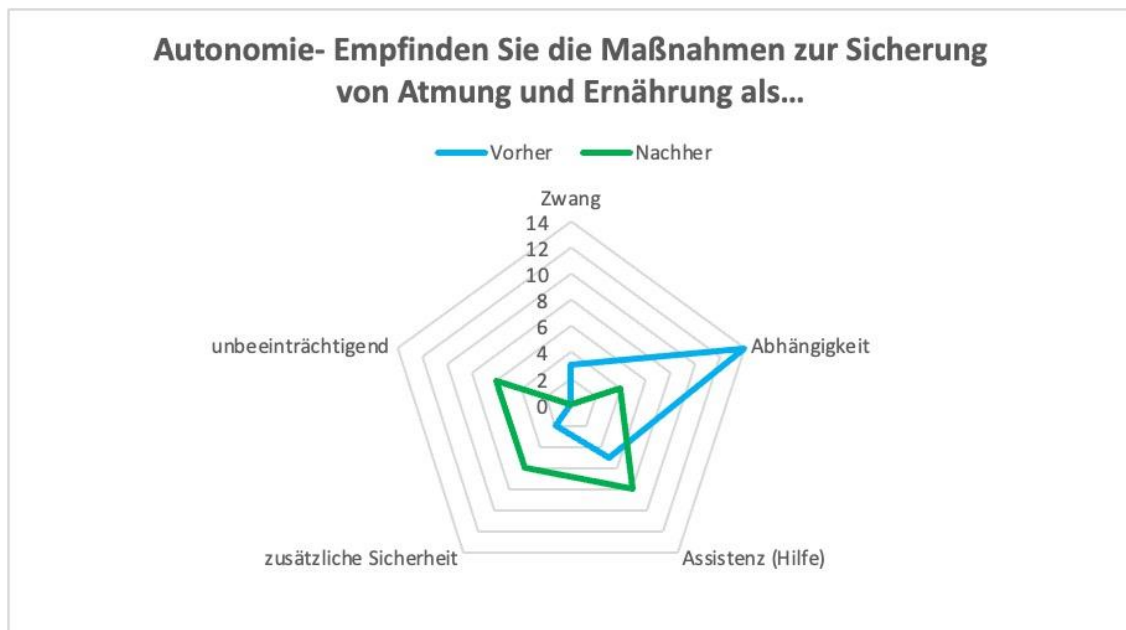 Autonomie- Empfinden Sie die Maßnahmen zur Sicherung
von Atmung und Ernährung als...
Vorher
Nachher
Zwang
14
12
10
8
6
4
2
0
unbeeinträchtigend
Abhängigkeit
zusätzliche Sicherheit
Assistenz (Hilfe)